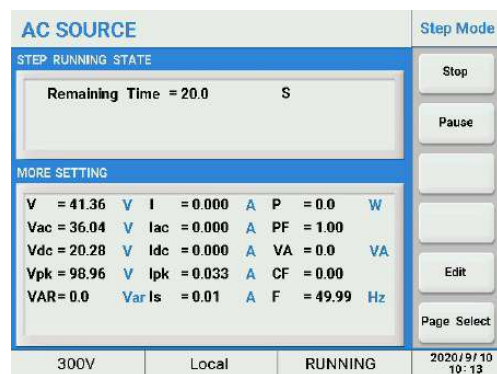 AC SOURCE
Step Mode
STEP RUNNING STATE
Remaining Time = 20.0 S
Stop
Pause
MORE SETTING
V = 41.36 V I = 0.000 A P = 0.0 W
Vac = 36.04 V Iac = 0.000 A PF = 1.00
Vdc = 20.28 V Idc = 0.000 A VA = 0.0 VA
Vpk = 98.96 V Ipk = 0.033 A CF = 0.00
VAR= 0.0 Var Is = 0.01 A F = 49.99 Hz
Edit
Page Select
300V Local RUNNING
2020/9/10
10:13